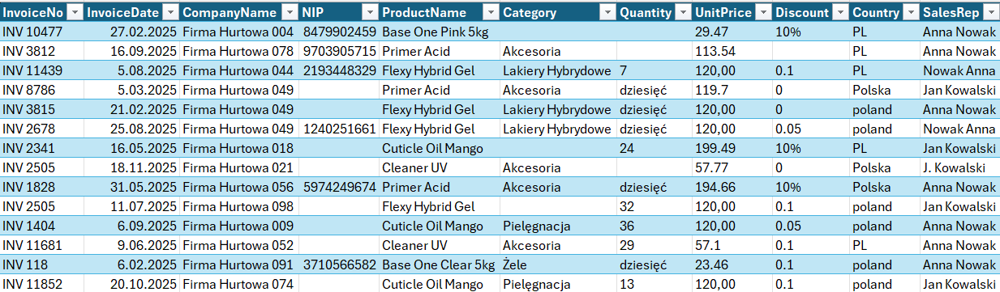 InvoiceNo InvoiceDate CompanyName NIP ProductName Category Quantity UnitPrice Discount Country SalesRep
INV 10477 27.02.2025 Firma Hurtowa 004 8479902459 Base One Pink 5kg 29.47 10% PL Anna Nowak
INV 3812 16.09.2025 Firma Hurtowa 078 9703905715 Primer Acid Akcesoria 113.54 PL Anna Nowak
INV 11439 5.08.2025 Firma Hurtowa 044 2193448329 Flexy Hybrid Gel Lakiery Hybrydowe 7 120,00 0.1 PL Nowak Anna
INV 8786 5.03.2025 Firma Hurtowa 049 Primer Acid Akcesoria dziesięć 119.7 0 Polska Jan Kowalski
INV 3815 21.02.2025 Firma Hurtowa 049 Flexy Hybrid Gel Lakiery Hybrydowe dziesięć 120,00 0 poland Anna Nowak
INV 2678 25.08.2025 Firma Hurtowa 049 1240251661 Flexy Hybrid Gel Lakiery Hybrydowe dziesięć 120,00 0.05 poland Nowak Anna
INV 2341 16.05.2025 Firma Hurtowa 018 Cuticle Oil Mango 24 199.49 10% PL Jan Kowalski
INV 2505 18.11.2025 Firma Hurtowa 021 Cleaner UV Akcesoria 57.77 0 Polska J. Kowalski
INV 1828 31.05.2025 Firma Hurtowa 056 5974249674 Primer Acid Akcesoria dziesięć 194.66 10% Polska Anna Nowak
INV 2505 11.07.2025 Firma Hurtowa 098 Flexy Hybrid Gel 32 120,00 0.1 poland Jan Kowalski
INV 1404 6.09.2025 Firma Hurtowa 009 Cuticle Oil Mango Pielęgnacja 36 120,00 0.05 poland Anna Nowak
INV 11681 9.06.2025 Firma Hurtowa 052 Cleaner UV Akcesoria 29 57.1 0.1 PL Anna Nowak
INV 118 6.02.2025 Firma Hurtowa 091 3710566582 Base One Clear 5kg Żele dziesięć 23.46 0.1 poland Anna Nowak
INV 11852 20.10.2025 Firma Hurtowa 074 Cuticle Oil Mango Pielęgnacja 13 120,00 0.1 poland Jan Kowalski